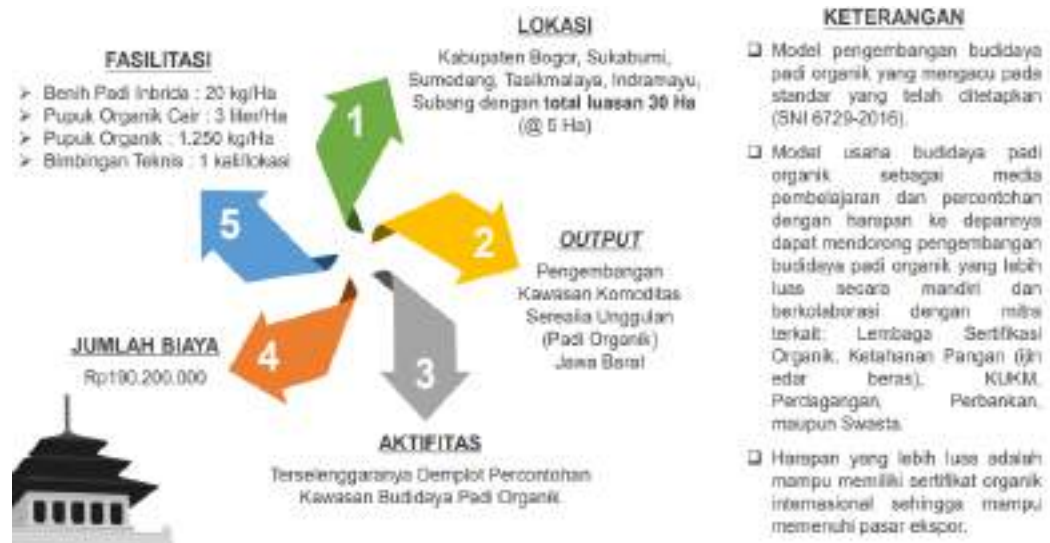 LOKASI
Kabupaten Bogor, Sukabumi,
Sumedang, Tasikmalaya, Indramayu,
Subang dengan total luasan 30 Ha
(@ 5 Ha)
1
OUTPUT
Pengembangan
Kawasan Komoditas
Serealia Unggulan
(Padi Organik)
Jawa Barat
2
AKTIFITAS
Terselenggaranya Demplot Percontohan
Kawasan Budidaya Padi Organik.
3
JUMLAH BIAYA
Rp190.200.000
4
FASILITASI
➢ Benih Padi Inbrida : 20 kg/Ha
➢ Pupuk Organik Cair : 3 liter/Ha
➢ Pupuk Organik : 1.250 kg/Ha
➢ Bimbingan Teknis : 1 kali/lokasi
5
KETERANGAN
❑ Model pengembangan budidaya
padi organik yang mengacu pada
standar yang telah ditetapkan
(SNI 6729-2016).
❑ Model usaha budidaya padi
organik sebagai media
pembelajaran dan percontohan
dengan harapan ke depannya
dapat mendorong pengembangan
budidaya padi organik yang lebih
luas secara mandiri dan
berkolaborasi dengan mitra
terkait: Lembaga Sertifikasi
Organik, Ketahanan Pangan (ijin
edar beras), KUKM,
Perdagangan, Perbankan,
maupun Swasta.
❑ Harapan yang lebih luas adalah
mampu memiliki sertifikat organik
internasional sehingga mampu
memenuhi pasar ekspor.